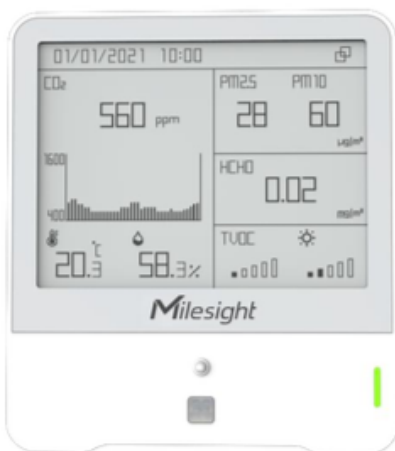 01/01/2021 10:00
CO₂
560 ppm
1600
400
20.3 ℃
58.3%
PM2.5 PM10
28 60
µg/m³
HCHO
0.02
mg/m³
TVOC
Milesight